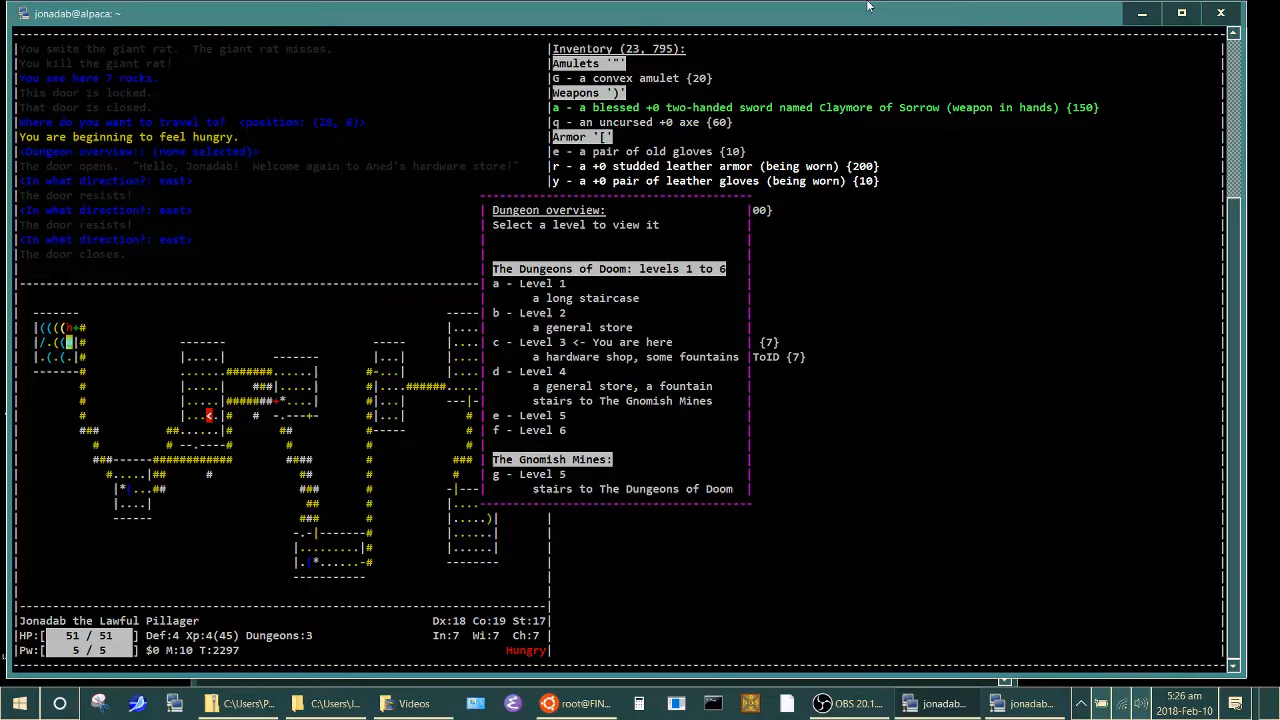 jonadab@alpaca: ~
You smite the giant rat.  The giant rat misses.
You kill the giant rat!
You see here 7 rocks.
This door is locked.
That door is closed.
Where do you want to travel to?  <position: (28, 8)>
You are beginning to feel hungry.
<Dungeon overview:: (none selected)>
The door opens.  "Hello, Jonadab!  Welcome again to Aned's hardware store!"
<In what direction?: east>
The door resists!
<In what direction?: east>
The door resists!
<In what direction?: east>
The door closes.
Inventory (23, 795):
Amulets '"'
G - a convex amulet {20}
Weapons ')'
a - a blessed +0 two-handed sword named Claymore of Sorrow (weapon in hands) {150}
q - an uncursed +0 axe {60}
Armor '['
e - a pair of old gloves {10}
r - a +0 studded leather armor (being worn) {200}
y - a +0 pair of leather gloves (being worn) {10}
00}
{7}
ToID {7}
Dungeon overview:
Select a level to view it
The Dungeons of Doom: levels 1 to 6
a - Level 1
a long staircase
b - Level 2
a general store
c - Level 3 <- You are here
a hardware shop, some fountains
d - Level 4
a general store, a fountain
stairs to The Gnomish Mines
e - Level 5
f - Level 6
The Gnomish Mines:
g - Level 5
stairs to The Dungeons of Doom
Jonadab the Lawful Pillager
Dx:18 Co:19 St:17
HP:[ 51 / 51 ] Def:4 Xp:4(45) Dungeons:3
In:7 Wi:7 Ch:7
Pw:[ 5 / 5 ] $0 M:10 T:2297
Hungry
C:\Users\P...
C:\Users\J...
Videos
root@FIN...
OBS 20.1...
jonadab...
jonadab...
5:26 am
2018-Feb-10